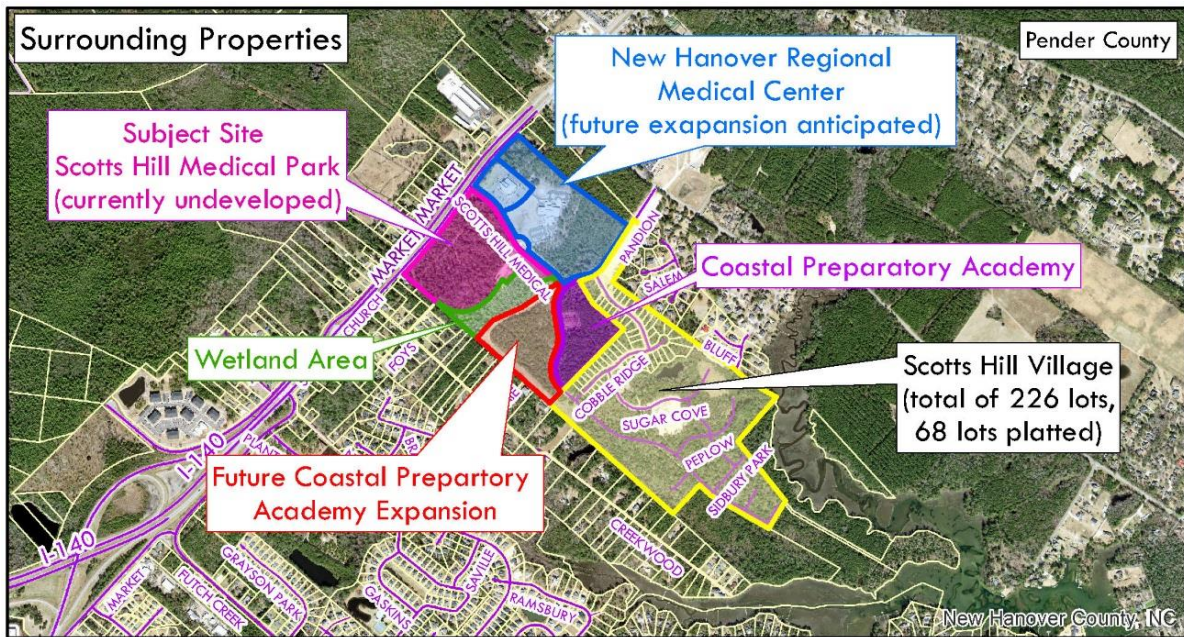 Surrounding Properties
New Hanover Regional
Medical Center
(future exapansion anticipated)
Pender County
Subject Site
Scotts Hill Medical Park
(currently undeveloped)
MARKET
MARKET
SCOTTS HILL MEDICAL
PANDION
SALEM
Coastal Preparatory Academy
CHURCH
FOYS
Wetland Area
BLUFF
COBBLE RIDGE
SUGAR COVE
PEPLOW
SIDBURY PARK
Scotts Hill Village
(total of 226 lots,
68 lots platted)
I-140
Future Coastal Prepartory
Academy Expansion
I-140
CREEKWOOD
MARKET
FUTCH CREEK
GRAYSON PARK
GASKINS
SAVILLE
RAMSBURY
New Hanover County, NC